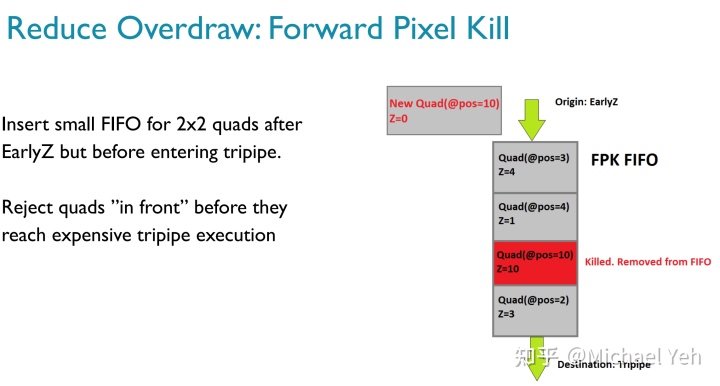 Reduce Overdraw: Forward Pixel Kill
Insert small FIFO for 2x2 quads after
EarlyZ but before entering tripipe.
Reject quads ”in front” before they
reach expensive tripipe execution
New Quad(@pos=10)
Z=0
Origin: EarlyZ
FPK FIFO
Quad(@pos=3)
Z=4
Quad(@pos=4)
Z=1
Quad(@pos=10)
Z=10
Killed. Removed from FIFO
Quad(@pos=2)
Z=3
知乎 @Michael Yeh
Destination: Tripipe